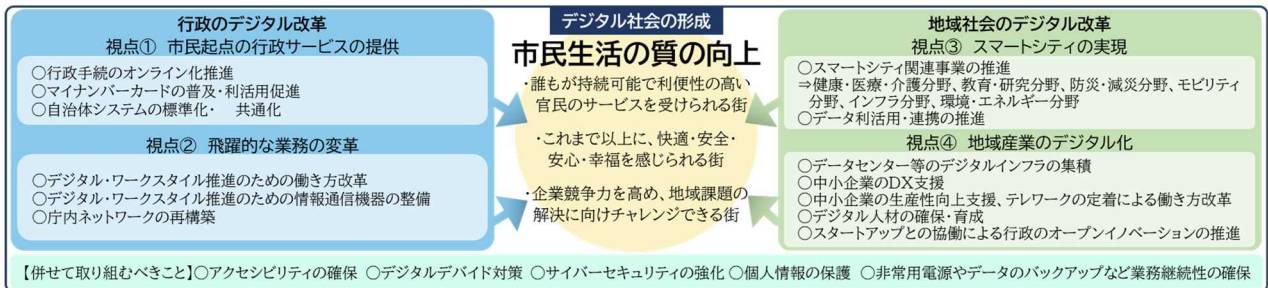 行政のデジタル改革
視点① 市民起点の行政サービスの提供
○行政手続のオンライン化推進
○マイナンバーカードの普及・利活用促進
○自治体システムの標準化・ 共通化
視点② 飛躍的な業務の変革
○デジタル・ワークスタイル推進のための働き方改革
○デジタル・ワークスタイル推進のための情報通信機器の整備
○庁内ネットワークの再構築
デジタル社会の形成
市民生活の質の向上
・誰もが持続可能で利便性の高い
官民のサービスを受けられる街
・これまで以上に、快適・安全・
安心・幸福を感じられる街
・企業競争力を高め、地域課題の
解決に向けチャレンジできる街
地域社会のデジタル改革
視点③ スマートシティの実現
○スマートシティ関連事業の推進
⇒健康・医療・介護分野、教育・研究分野、防災・減災分野、モビリティ
分野、インフラ分野、環境・エネルギー分野
○データ利活用・連携の推進
視点④ 地域産業のデジタル化
○データセンター等のデジタルインフラの集積
○中小企業のDX支援
○中小企業の生産性向上支援、テレワークの定着による働き方改革
○デジタル人材の確保・育成
○スタートアップとの協働による行政のオープンイノベーションの推進
【併せて取り組むべきこと】○アクセシビリティの確保 ○デジタルデバイド対策 ○サイバーセキュリティの強化 ○個人情報の保護 ○非常用電源やデータのバックアップなど業務継続性の確保